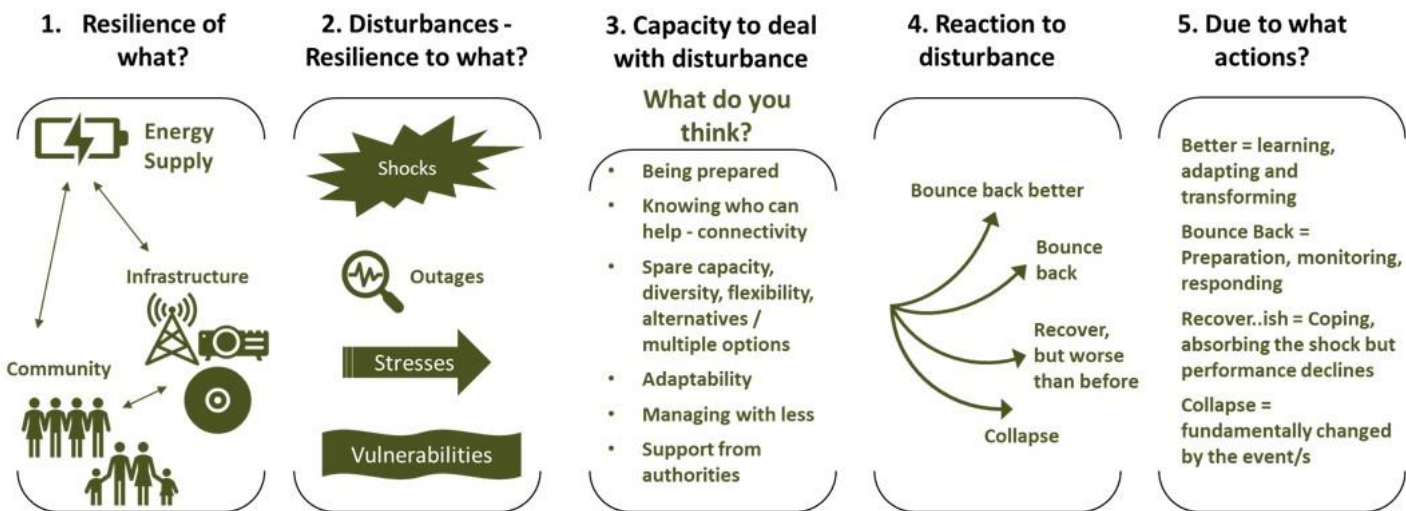 1. Resilience of
what?
Energy
Supply
Infrastructure
Community
2. Disturbances -
Resilience to what?
Shocks
Outages
Stresses
Vulnerabilities
3. Capacity to deal
with disturbance
What do you
think?
• Being prepared
• Knowing who can
help - connectivity
• Spare capacity,
diversity, flexibility,
alternatives /
multiple options
• Adaptability
• Managing with less
• Support from
authorities
4. Reaction to
disturbance
Bounce back better
Bounce
back
Recover,
but worse
than before
Collapse
5. Due to what
actions?
Better = learning,
adapting and
transforming
Bounce Back =
Preparation, monitoring,
responding
Recover..ish = Coping,
absorbing the shock but
performance declines
Collapse =
fundamentally changed
by the event/s